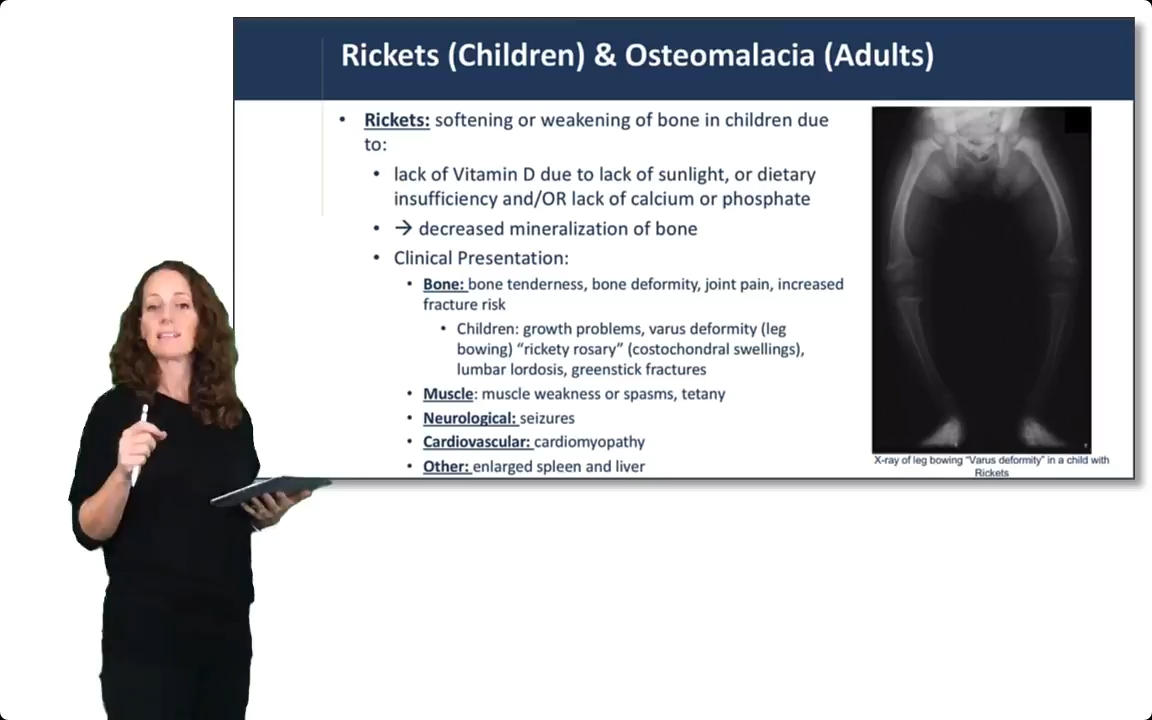 Rickets (Children) & Osteomalacia (Adults)
• Rickets: softening or weakening of bone in children due
to:
• lack of Vitamin D due to lack of sunlight, or dietary
insufficiency and/OR lack of calcium or phosphate
• → decreased mineralization of bone
• Clinical Presentation:
• Bone: bone tenderness, bone deformity, joint pain, increased
fracture risk
• Children: growth problems, varus deformity (leg
bowing) “rickety rosary” (costochondral swellings),
lumbar lordosis, greenstick fractures
• Muscle: muscle weakness or spasms, tetany
• Neurological: seizures
• Cardiovascular: cardiomyopathy
• Other: enlarged spleen and liver
X-ray of leg bowing “Varus deformity” in a child with
Rickets